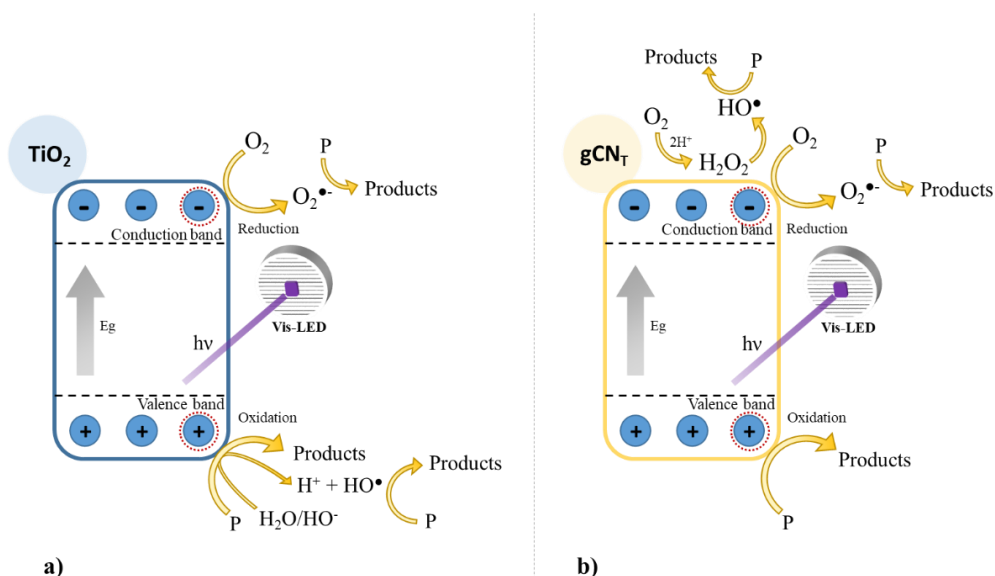 TiO₂
O₂
P
O₂•-
Products
Conduction band
Reduction
Eg
hν
Vis-LED
Valence band
Oxidation
Products
H⁺ + HO•
H₂O/HO⁻
P
Products
P
a)
Products
P
HO•
O₂
2H⁺
H₂O₂
gCN_T
O₂
P
O₂•-
Products
Conduction band
Reduction
Eg
hν
Vis-LED
Valence band
Oxidation
Products
P
b)